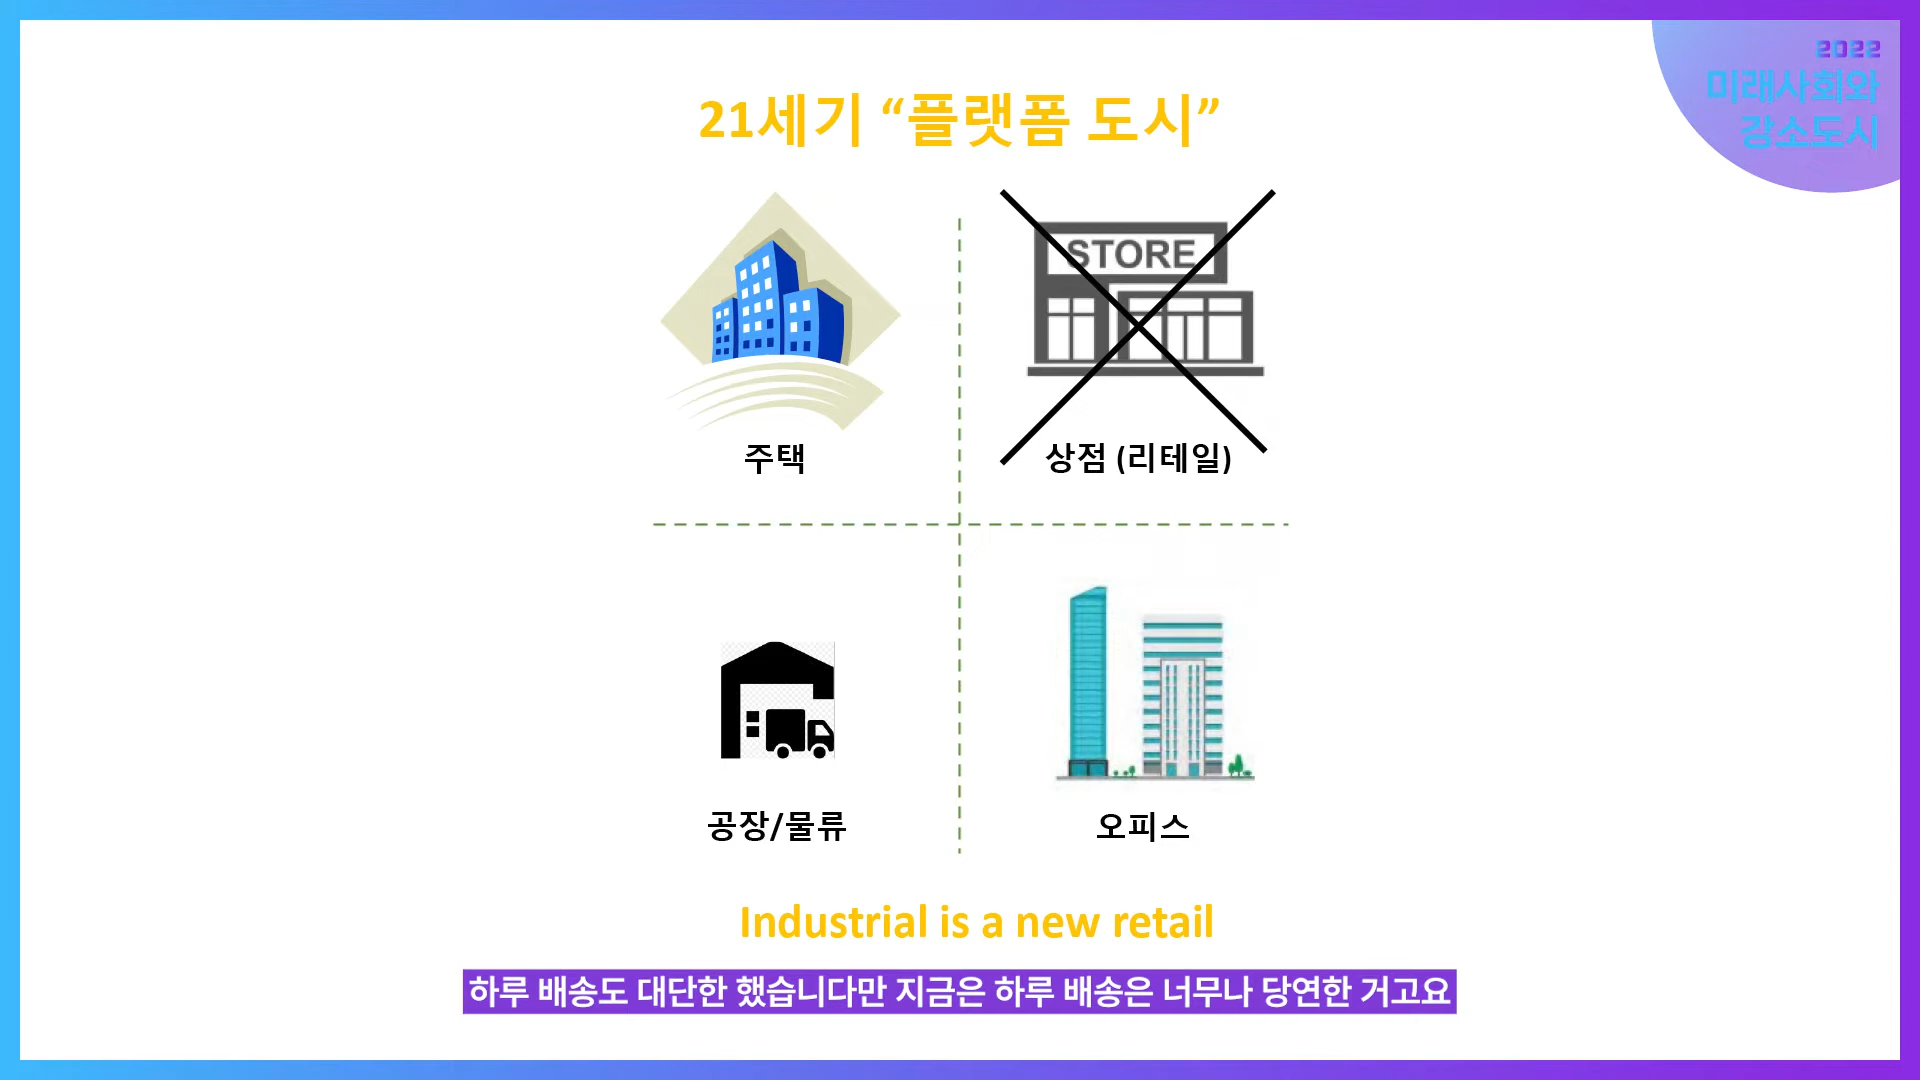 2022
미래사회와
강소도시
21세기 “플랫폼 도시”
STORE
주택
상점 (리테일)
공장/물류
오피스
Industrial is a new retail
하루 배송도 대단한 했습니다만 지금은 하루 배송은 너무나 당연한 거고요